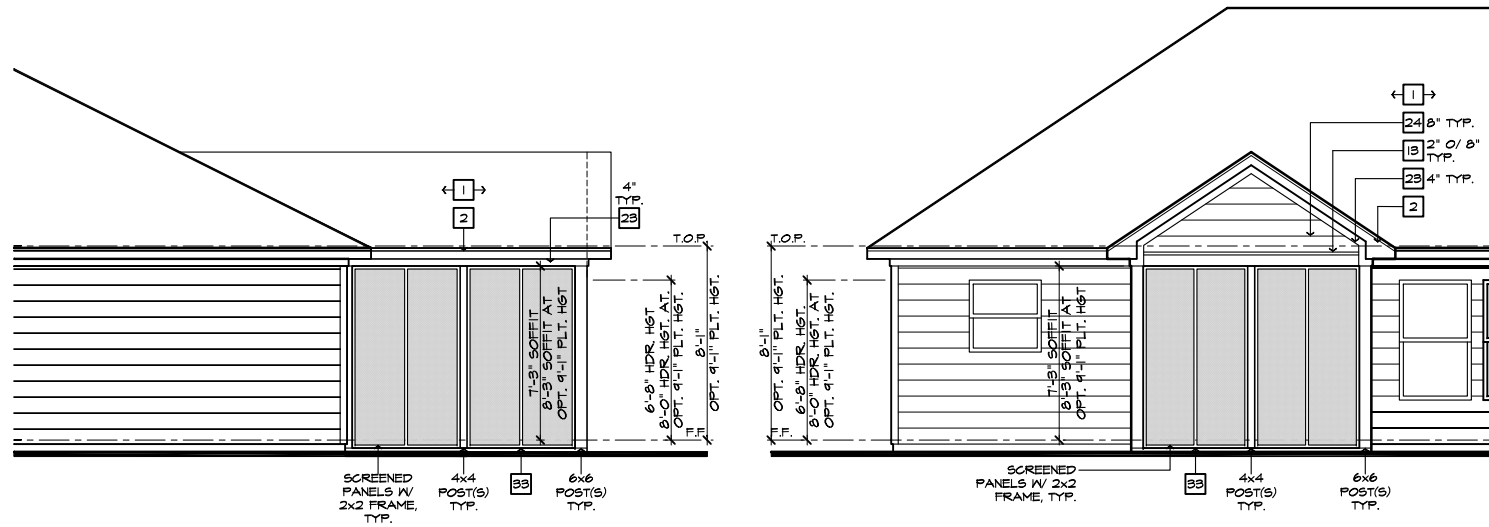 1
2
4"
TYP.
23
T.O.P.
7'-3" SOFFIT
8'-3" SOFFIT AT
OPT. 9'-1" PLT. HGT
6'-8" HDR. HGT
8'-0" HDR. HGT. AT.
OPT. 9'-1" PLT. HGT.
8'-1"
OPT. 9'-1" PLT. HGT.
F.F.
SCREENED
PANELS W/
2x2 FRAME,
TYP.
4x4
POST(S)
TYP.
33
6x6
POST(S)
TYP.
1
24 8" TYP.
13 2" O/ 8"
TYP.
23 4" TYP.
2
T.O.P.
8'-1"
OPT. 9'-1" PLT. HGT.
6'-8" HDR. HGT.
8'-0" HDR. HGT. AT
OPT. 9'-1" PLT. HGT.
7'-3" SOFFIT
8'-3" SOFFIT AT
OPT. 9'-1" PLT. HGT
F.F.
SCREENED
PANELS W/ 2x2
FRAME, TYP.
33
4x4
POST(S)
TYP.
6x6
POST(S)
TYP.